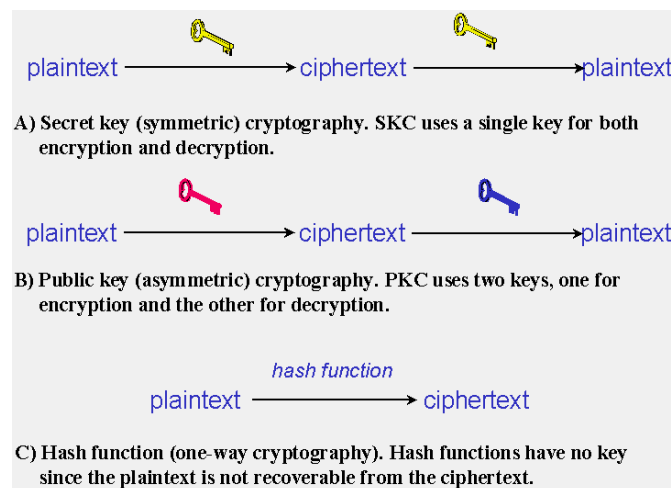 plaintext ciphertext plaintext
A) Secret key (symmetric) cryptography. SKC uses a single key for both
encryption and decryption.
plaintext ciphertext plaintext
B) Public key (asymmetric) cryptography. PKC uses two keys, one for
encryption and the other for decryption.
hash function
plaintext ciphertext
C) Hash function (one-way cryptography). Hash functions have no key
since the plaintext is not recoverable from the ciphertext.